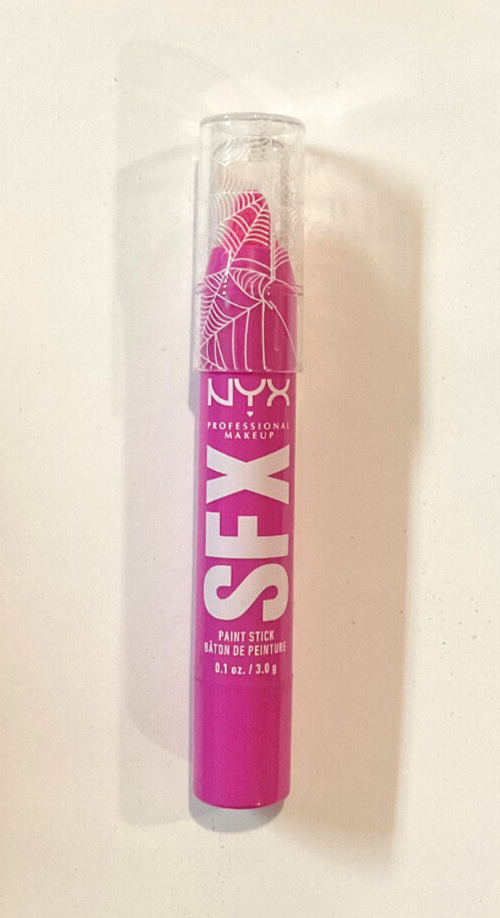 NYX
PROFESSIONAL
MAKEUP
SFX
PAINT STICK
BÂTON DE PEINTURE
0.1 oz. / 3.0 g